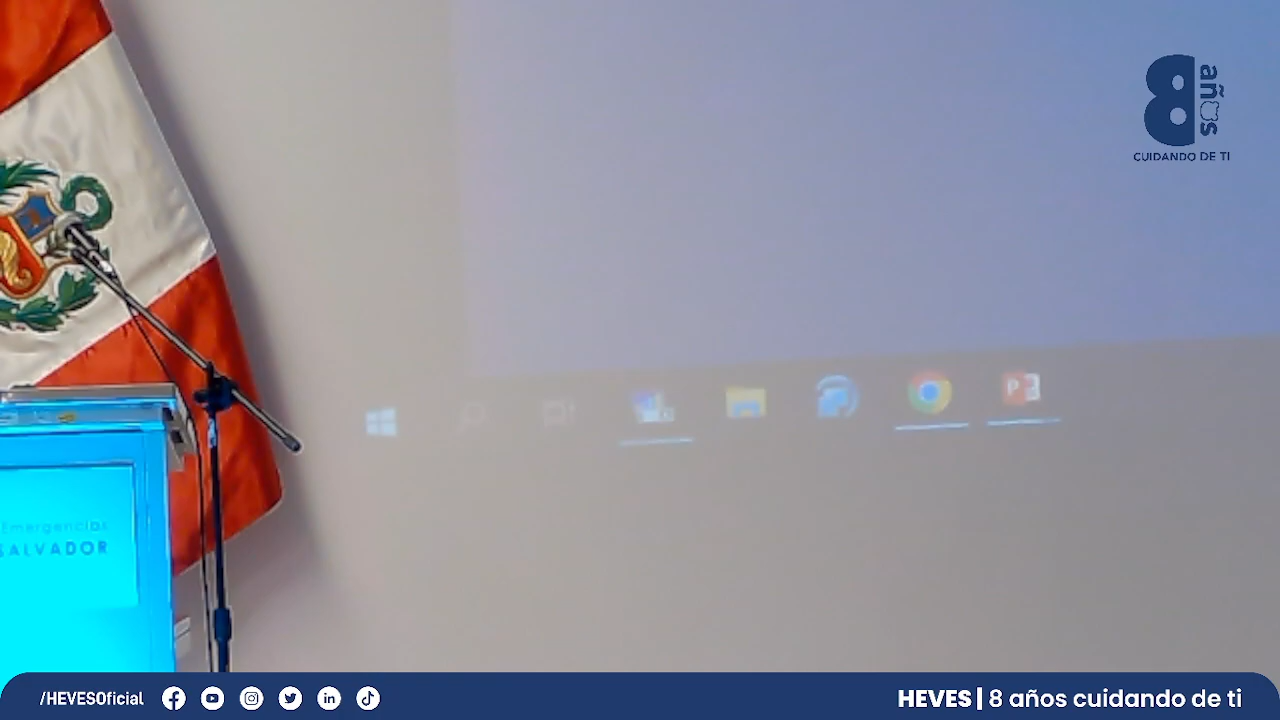 8 años
CUIDANDO DE TI
Emergencias
SALVADOR
/HEVESOficial
HEVES | 8 años cuidando de ti